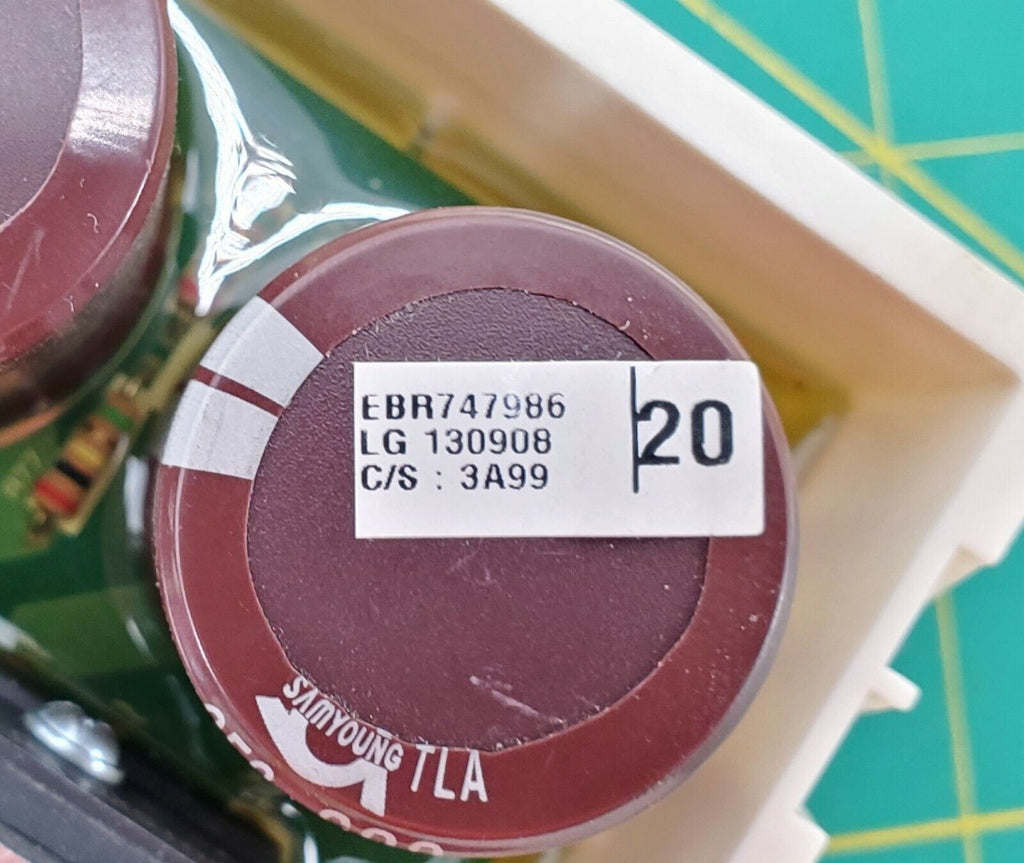 EBR747986 20
LG 130908
C/S : 3A99
SAMYOUNG TLA